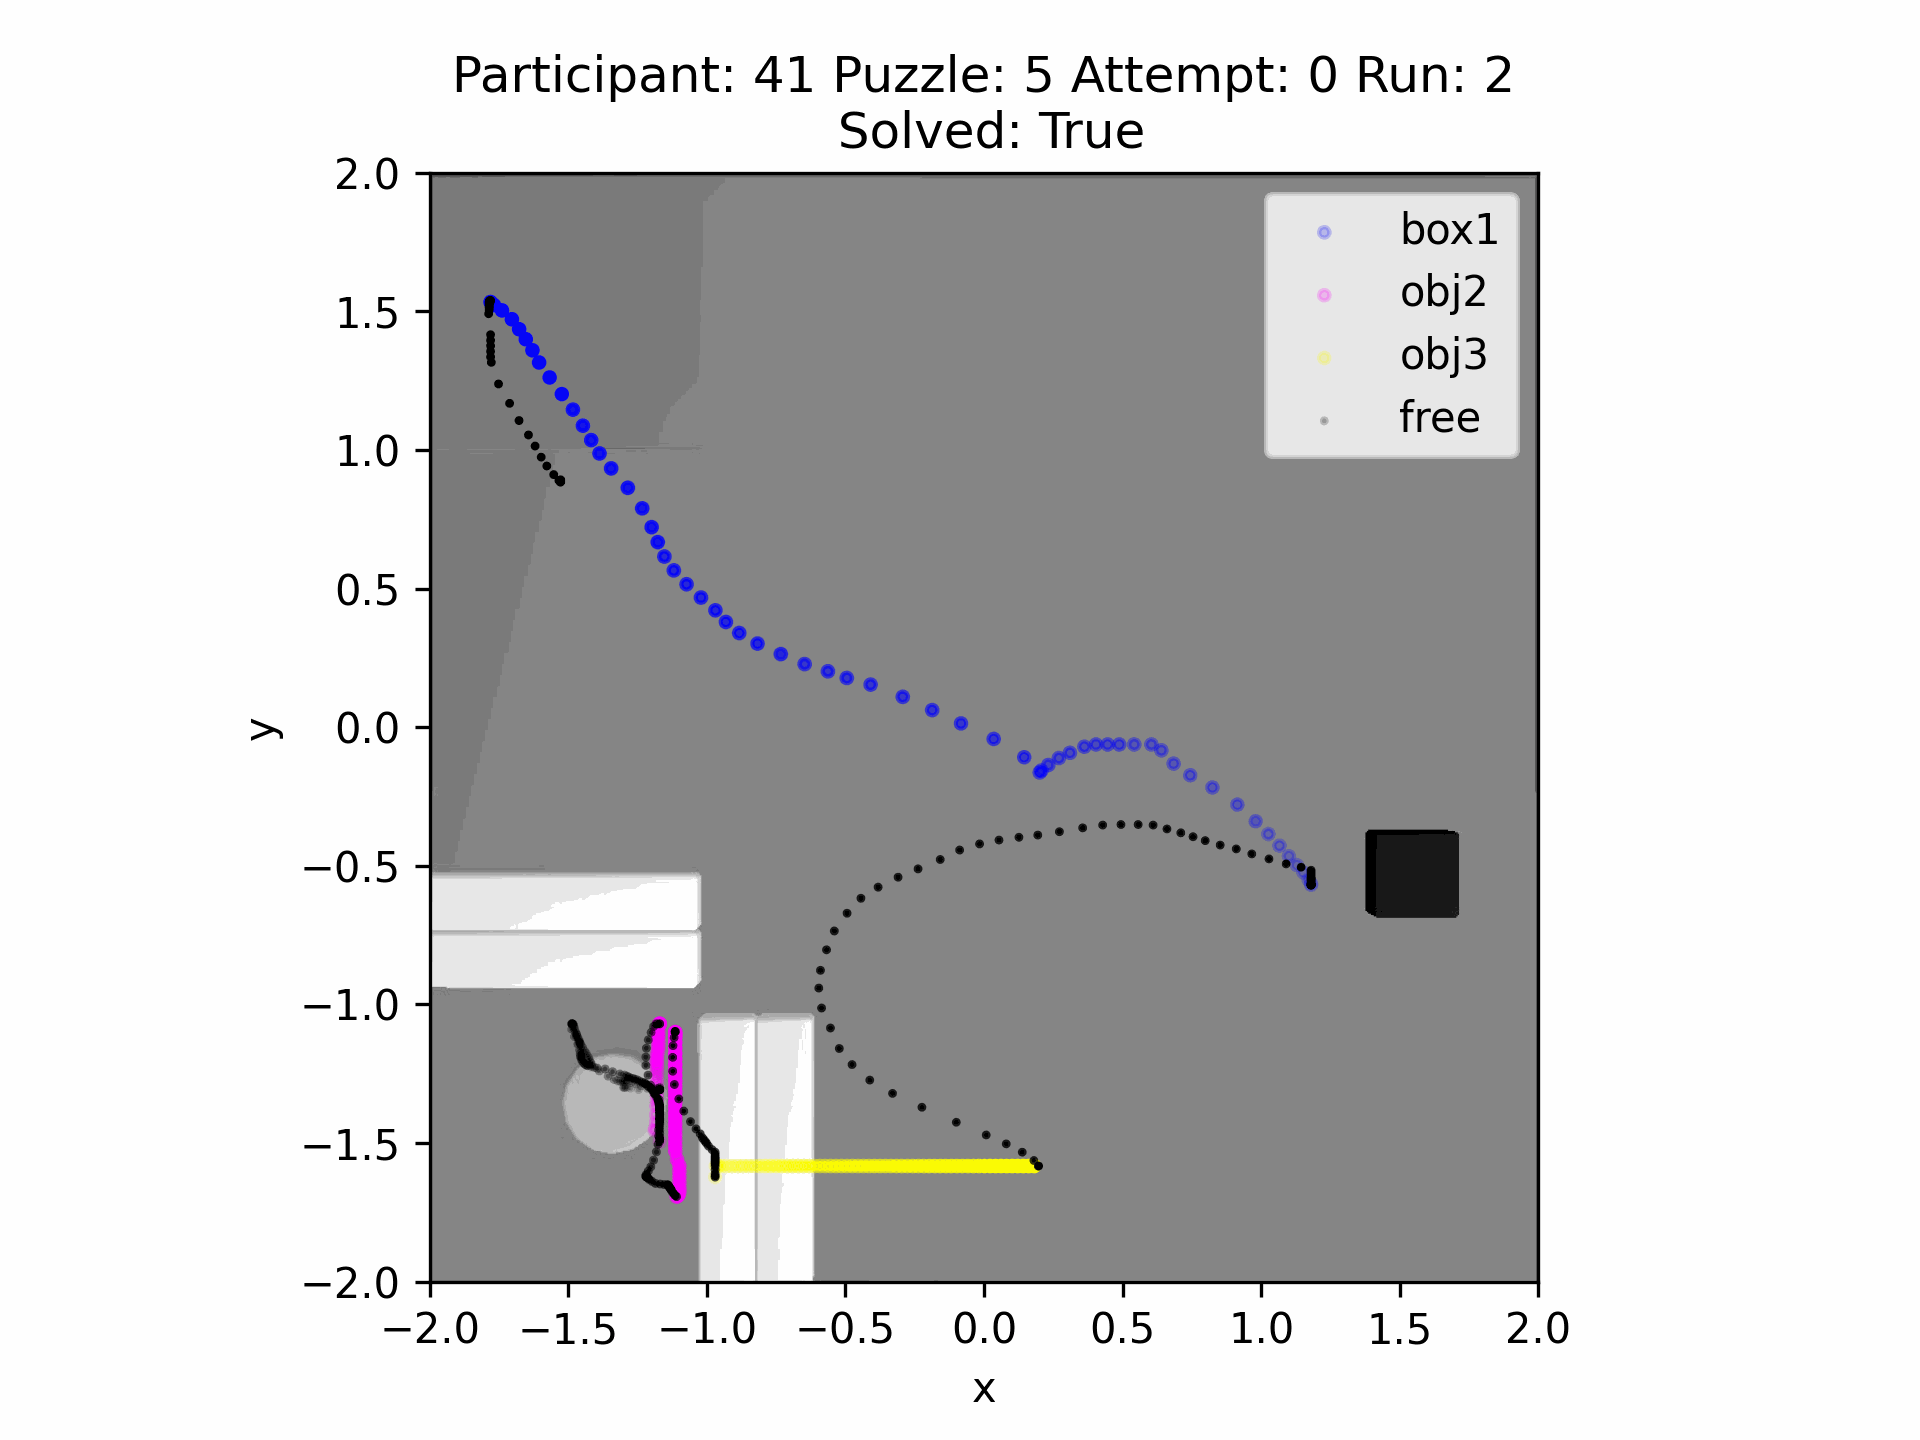 Participant: 41 Puzzle: 5 Attempt: 0 Run: 2
Solved: True
2.0
1.5
1.0
0.5
0.0
−0.5
−1.0
−1.5
−2.0
y
box1
obj2
obj3
free
−2.0 −1.5 −1.0 −0.5 0.0 0.5 1.0 1.5 2.0
x